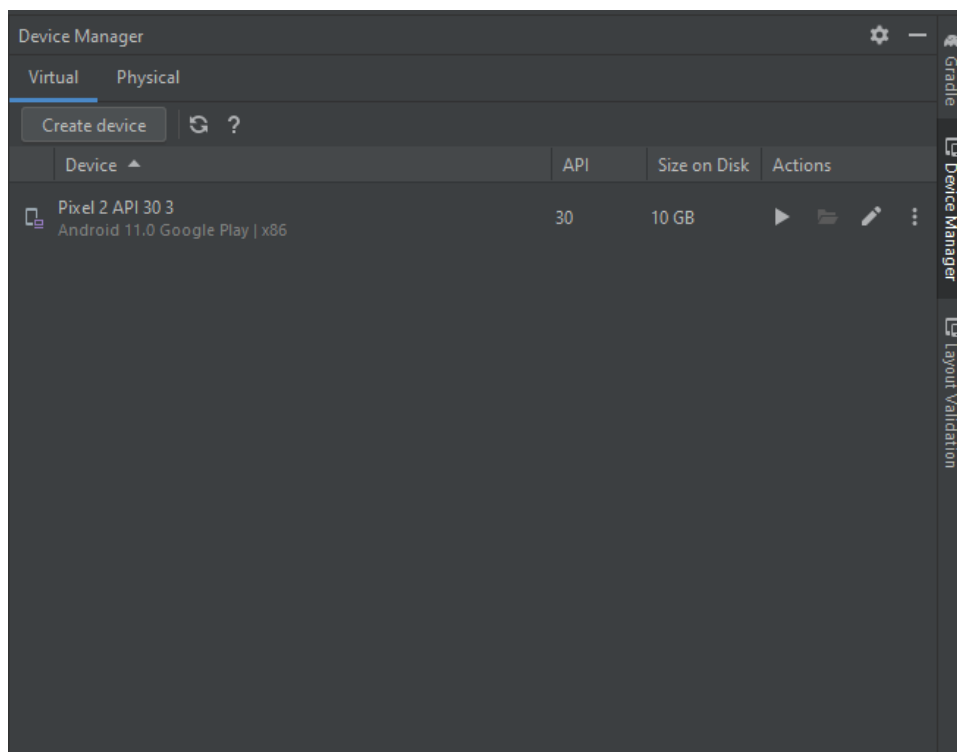 Device Manager
Virtual Physical
Create device ?
Device API Size on Disk Actions
Pixel 2 API 30 3
Android 11.0 Google Play | x86
30 10 GB
Gradle
Device Manager
Layout Validation